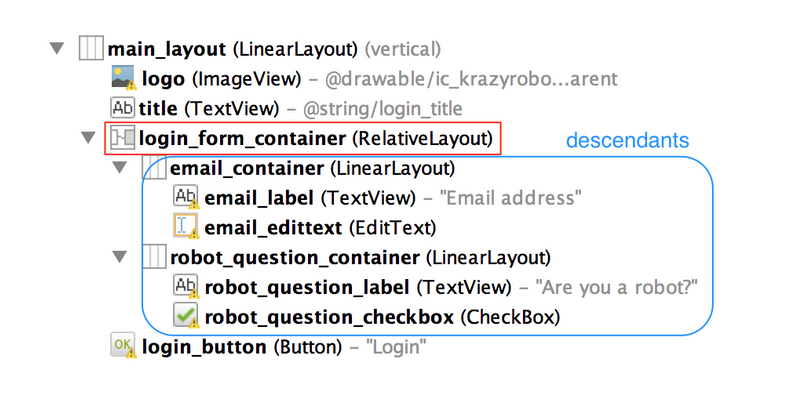 main_layout (LinearLayout) (vertical)
logo (ImageView) – @drawable/ic_krazyrobo...arent
Ab title (TextView) – @string/login_title
login_form_container (RelativeLayout)
descendants
email_container (LinearLayout)
Ab email_label (TextView) – "Email address"
email_edittext (EditText)
robot_question_container (LinearLayout)
Ab robot_question_label (TextView) – "Are you a robot?"
robot_question_checkbox (CheckBox)
OK login_button (Button) – "Login"